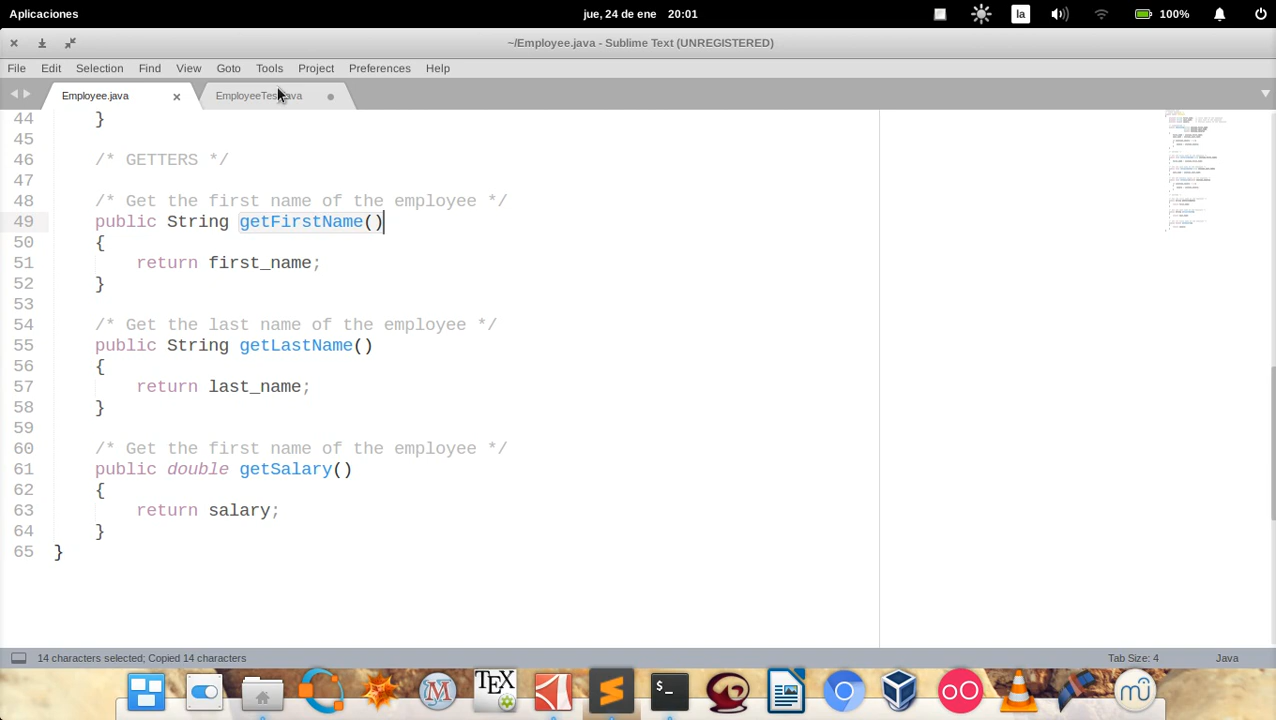 Aplicaciones
jue, 24 de ene 20:01
la
100%
~/Employee.java - Sublime Text (UNREGISTERED)
File Edit Selection Find View Goto Tools Project Preferences Help
Employee.java
44 }
45
46 /* GETTERS */
47
48 /* Get the first name of the employee */
49 public String getFirstName()
50 {
51 return first_name;
52 }
53
54 /* Get the last name of the employee */
55 public String getLastName()
56 {
57 return last_name;
58 }
59
60 /* Get the first name of the employee */
61 public double getSalary()
62 {
63 return salary;
64 }
65 }
14 characters selected; Copied 14 characters
Tab Size: 4
Java
TEX
$_